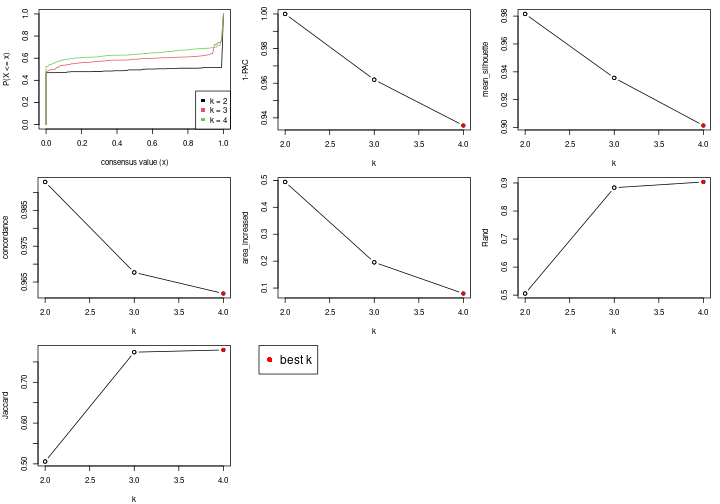 P(X <= x)
0.0 0.2 0.4 0.6 0.8 1.0
k = 2
k = 3
k = 4
0.0 0.2 0.4 0.6 0.8 1.0
consensus value (x)
1-PAC
0.94 0.96 0.98 1.00
2.0 2.5 3.0 3.5 4.0
k
mean_silhouette
0.90 0.92 0.94 0.96 0.98
2.0 2.5 3.0 3.5 4.0
k
concordance
0.965 0.975 0.985
2.0 2.5 3.0 3.5 4.0
k
area_increased
0.1 0.2 0.3 0.4 0.5
2.0 2.5 3.0 3.5 4.0
k
Rand
0.5 0.6 0.7 0.8 0.9
2.0 2.5 3.0 3.5 4.0
k
Jaccard
0.50 0.60 0.70
2.0 2.5 3.0 3.5 4.0
k
best k